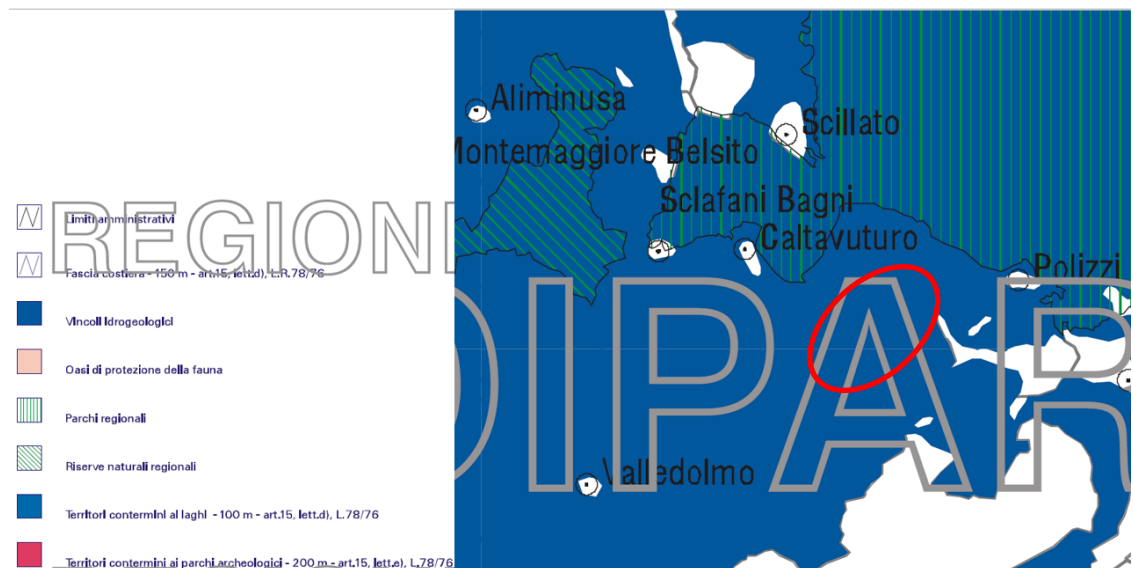 Limiti amministrativi
Fascia costiera - 150 m - art.15, lett.d), L.R.78/76
Vincoli Idrogeologici
Oasi di protezione della fauna
Parchi regionali
Riserve naturali regionali
Territori contermini ai laghi - 100 m - art.15, lett.d), L.78/76
Territori contermini ai parchi archeologici - 200 m - art.15, lett.e), L.78/76
REGIONI
DIPAR
Aliminusa
Scillato
Montemaggiore Belsito
Sclafani Bagni
Caltavuturo
Polizzi
Valledolmo